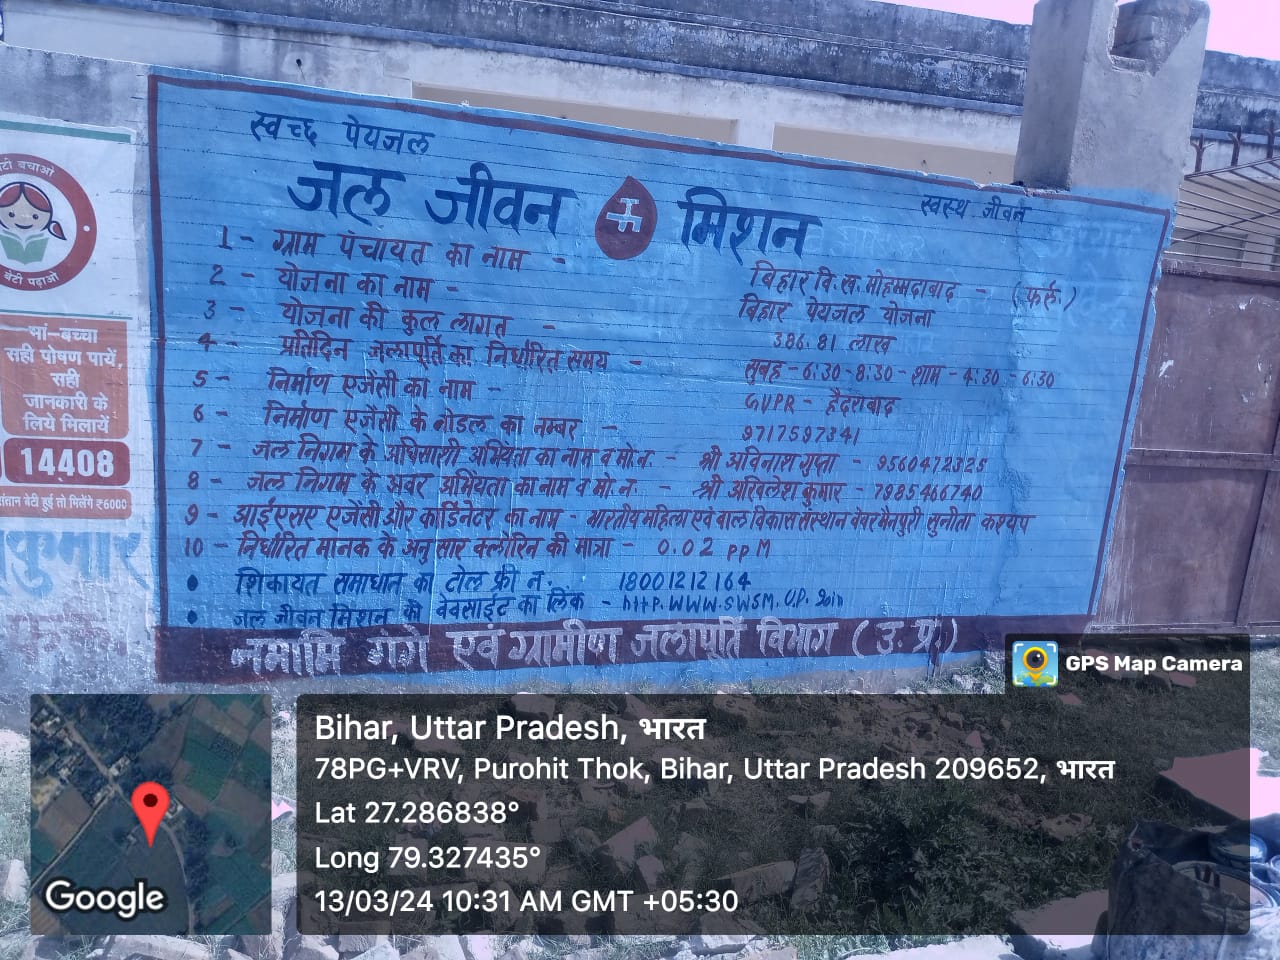 स्वच्छ पेयजल
स्वस्थ जीवन
जल जीवन मिशन
1 - ग्राम पंचायत का नाम - बिहार वि.ख. मोहम्मदाबाद - (फर्रु.)
2 - योजना का नाम - बिहार पेयजल योजना
3 - योजना की कुल लागत - 386.81 लाख
4 - प्रतिदिन जलापूर्ति का निर्धारित समय - सुबह - 6:30 - 8:30 - शाम - 4:30 - 6:30
5 - निर्माण एजेंसी का नाम - GVPR - हैदराबाद
6 - निर्माण एजेंसी के नोडल का नम्बर - 9717597341
7 - जल निगम के अधिसाशी अभियंता का नाम व मो.न. - श्री अविनाश गुप्ता - 9560472325
8 - जल निगम के अवर अभियंता का नाम व मो.न. - श्री अखिलेश कुमार - 7985466740
9 - आईएसए एजेंसी और कार्डिनेटर का नाम - भारतीय महिला एवं बाल विकास संस्थान बेवर मैनपुरी सुनीता कश्यप
10 - निर्धारित मानक के अनुसार क्लोरिन की मात्रा - 0.02 ppM
• शिकायत समाधान का टोल फ्री न. 18001212164
• जल जीवन मिशन की वेवसाईट का लिंक - http.WWW.SWSM.U.P. Join
नमामि गंगे एवं ग्रामीण जलापूर्ति विभाग (उ. प्र.)
टी बचाओ
बेटी पढ़ाओ
मां-बच्चा
सही पोषण पायें,
सही
जानकारी के
लिये मिलायें
14408
संतान बेटी हुई तो मिलेंगे ₹6000
कुमार
GPS Map Camera
Bihar, Uttar Pradesh, भारत
78PG+VRV, Purohit Thok, Bihar, Uttar Pradesh 209652, भारत
Lat 27.286838°
Long 79.327435°
13/03/24 10:31 AM GMT +05:30
Google